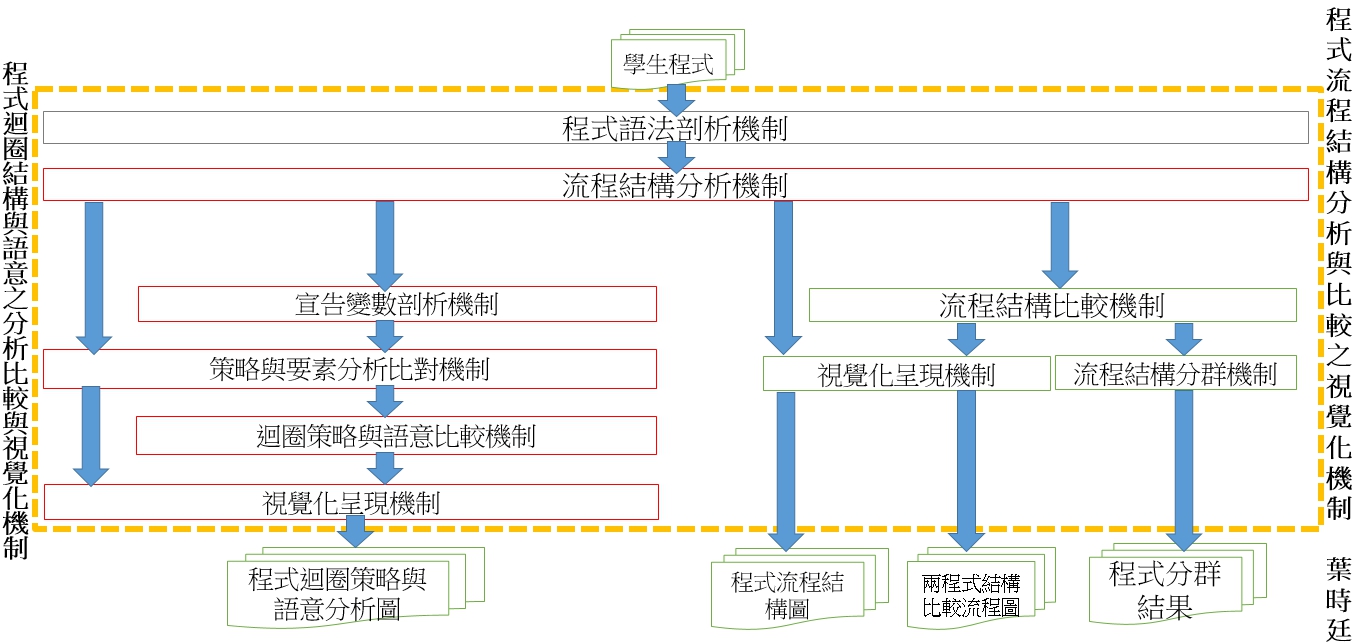 學生程式
程式語法剖析機制
流程結構分析機制
宣告變數剖析機制
策略與要素分析比對機制
迴圈策略與語意比較機制
視覺化呈現機制
流程結構比較機制
視覺化呈現機制
流程結構分群機制
程式迴圈策略與
語意分析圖
程式流程結
構圖
兩程式結構
比較流程圖
程式分群
結果
程式迴圈結構與語意之分析比較與視覺化機制
程式流程結構分析與比較之視覺化機制 葉時廷